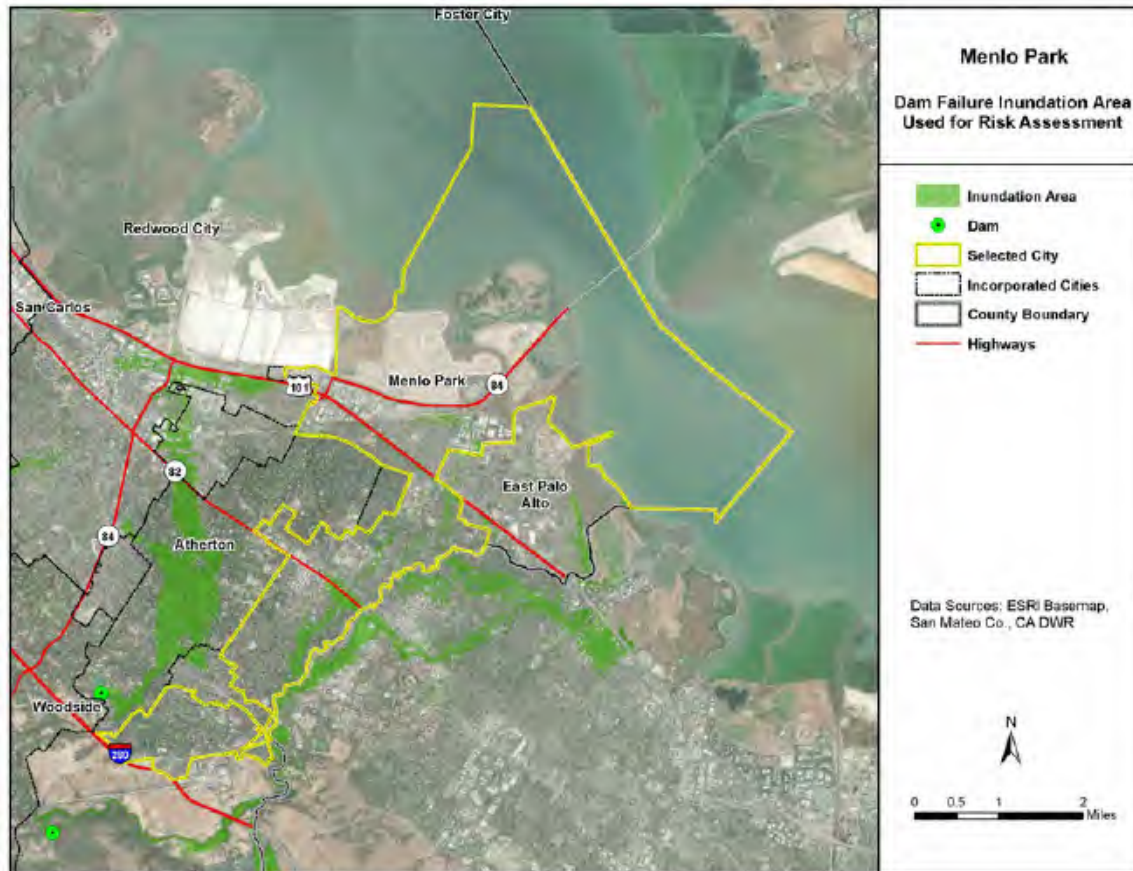 Foster City
Menlo Park
Dam Failure Inundation Area
Used for Risk Assessment
Inundation Area
Dam
Selected City
Incorporated Cities
County Boundary
Highways
Redwood City
San Carlos
Menlo Park
84
101
82
East Palo
Alto
84
Atherton
Woodside
280
Data Sources: ESRI Basemap,
San Mateo Co., CA DWR
N
0 0.5 1 2
Miles